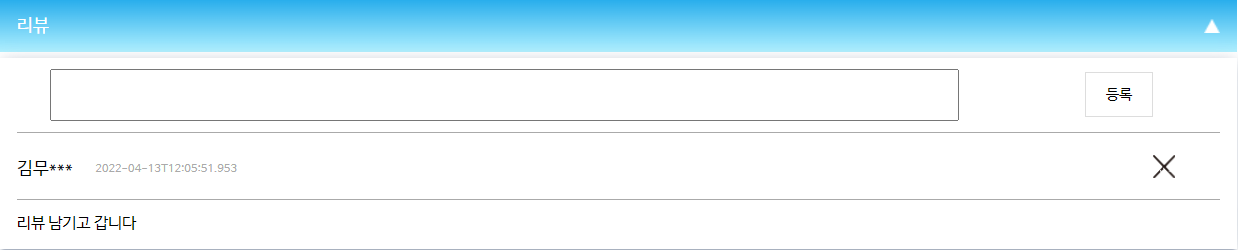 리뷰 ▲
등록
김무*** 2022-04-13T12:05:51.953
리뷰 남기고 갑니다